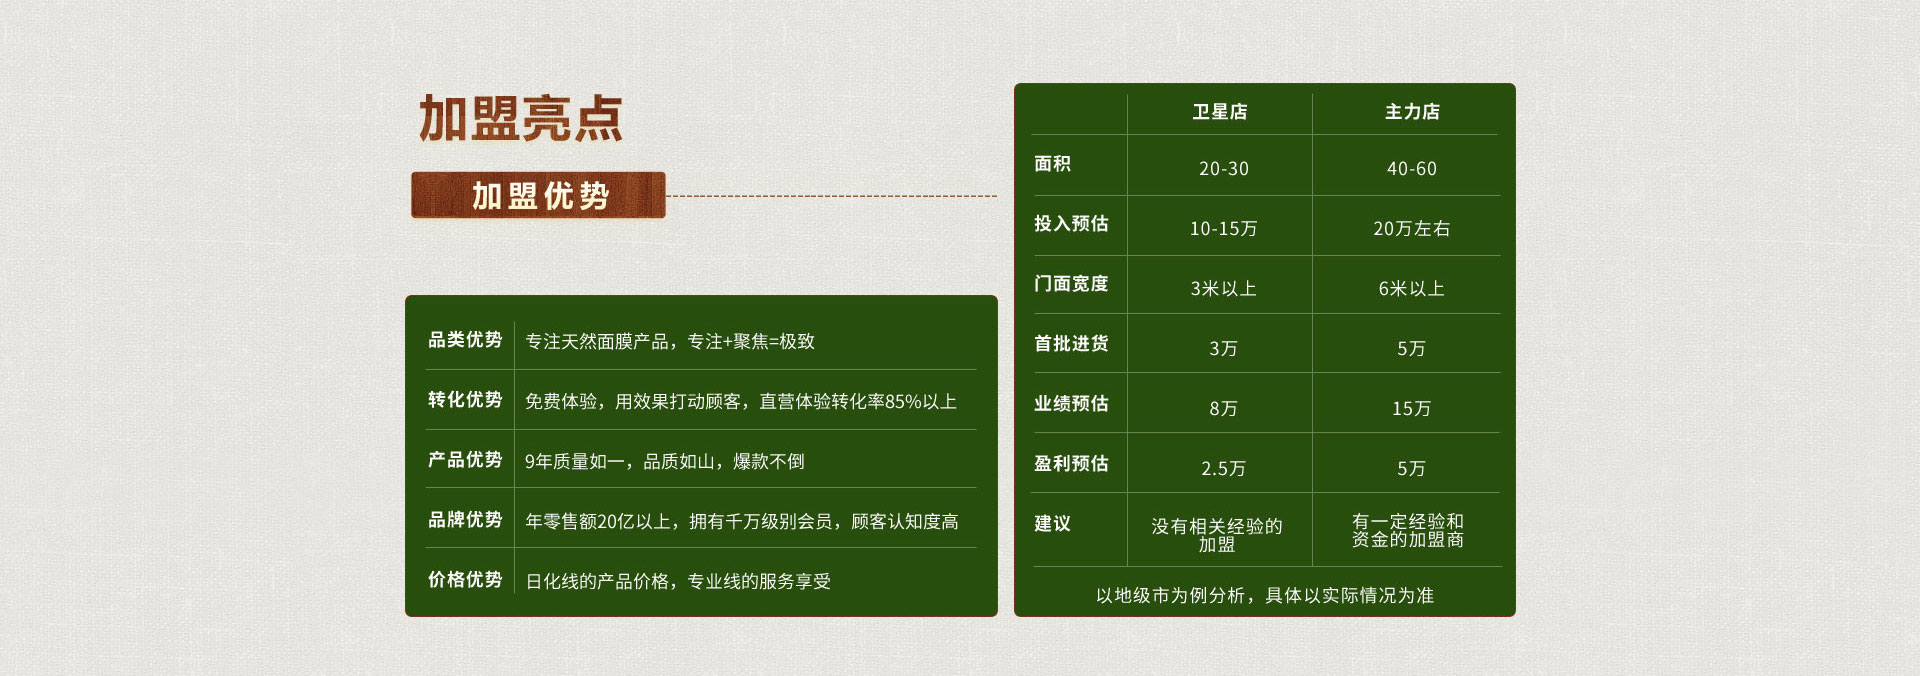 加盟亮点
加盟优势
品类优势 专注天然面膜产品，专注+聚焦=极致
转化优势 免费体验，用效果打动顾客，直营体验转化率85%以上
产品优势 9年质量如一，品质如山，爆款不倒
品牌优势 年零售额20亿以上，拥有千万级别会员，顾客认知度高
价格优势 日化线的产品价格，专业线的服务享受
卫星店 主力店
面积 20-30 40-60
投入预估 10-15万 20万左右
门面宽度 3米以上 6米以上
首批进货 3万 5万
业绩预估 8万 15万
盈利预估 2.5万 5万
建议 没有相关经验的 有一定经验和
加盟 资金的加盟商
以地级市为例分析，具体以实际情况为准